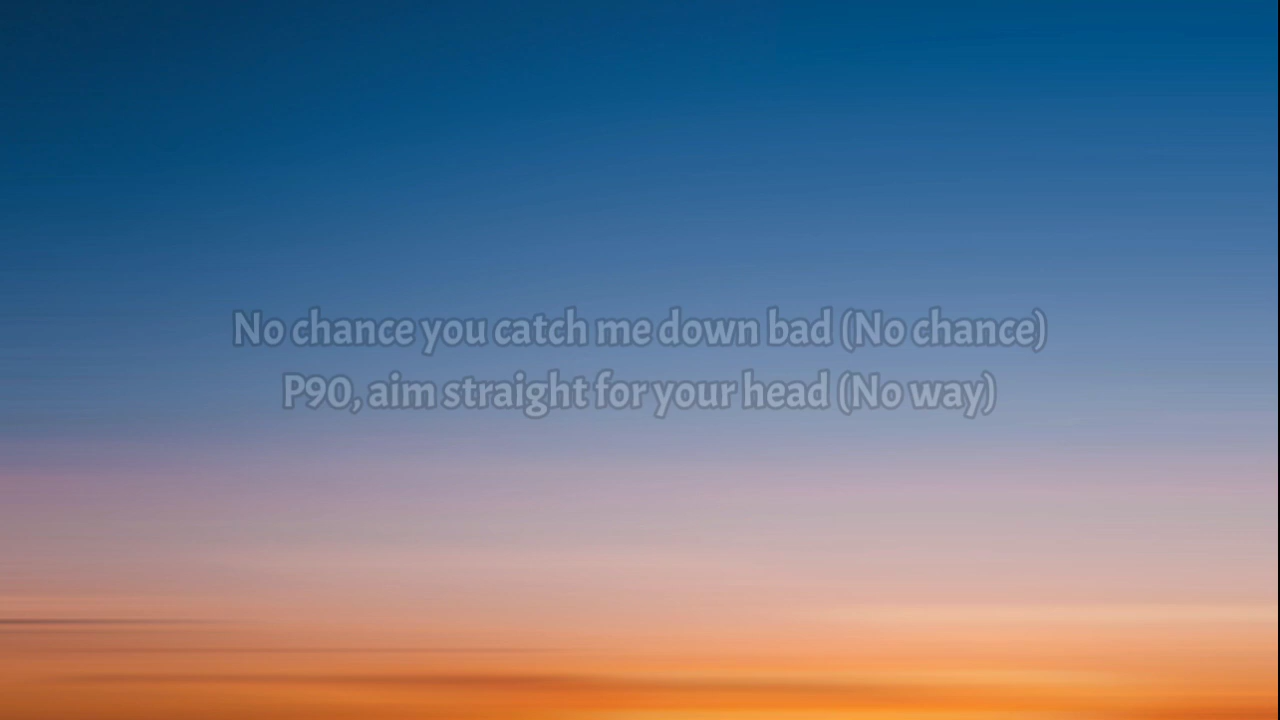 No chance you catch me down bad (No chance)
P90, aim straight for your head (No way)